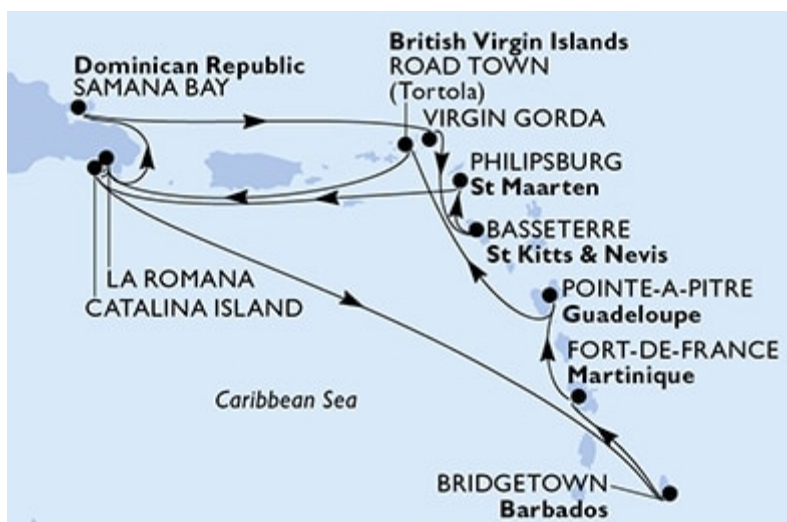 Dominican Republic
SAMANA BAY
British Virgin Islands
ROAD TOWN
(Tortola)
VIRGIN GORDA
PHILIPSBURG
St Maarten
BASSETERRE
St Kitts & Nevis
LA ROMANA
CATALINA ISLAND
POINTE-A-PITRE
Guadeloupe
FORT-DE-FRANCE
Martinique
Caribbean Sea
BRIDGETOWN
Barbados